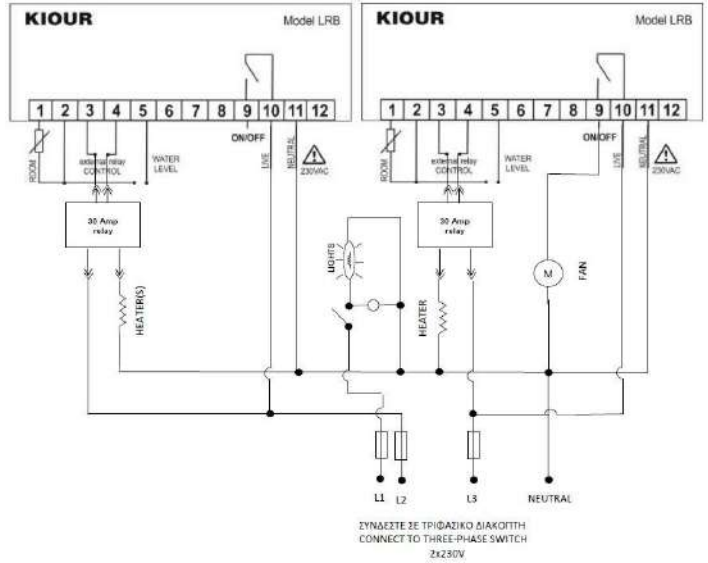 KIOUR Model LRB
1 2 3 4 5 6 7 8 9 10 11 12
ON/OFF
ROOM
external relay
CONTROL
WATER
LEVEL
LIVE
NEUTRAL
230VAC
30 Amp
relay
HEATER(S)
KIOUR Model LRB
1 2 3 4 5 6 7 8 9 10 11 12
ON/OFF
ROOM
external relay
CONTROL
WATER
LEVEL
LIVE
NEUTRAL
230VAC
30 Amp
relay
LIGHTS
HEATER
M
FAN
L1 L2 L3 NEUTRAL
ΣΥΝΔΕΣΤΕ ΣΕ ΤΡΙΦΑΣΙΚΟ ΔΙΑΚΟΠΤΗ
CONNECT TO THREE-PHASE SWITCH
2x230V